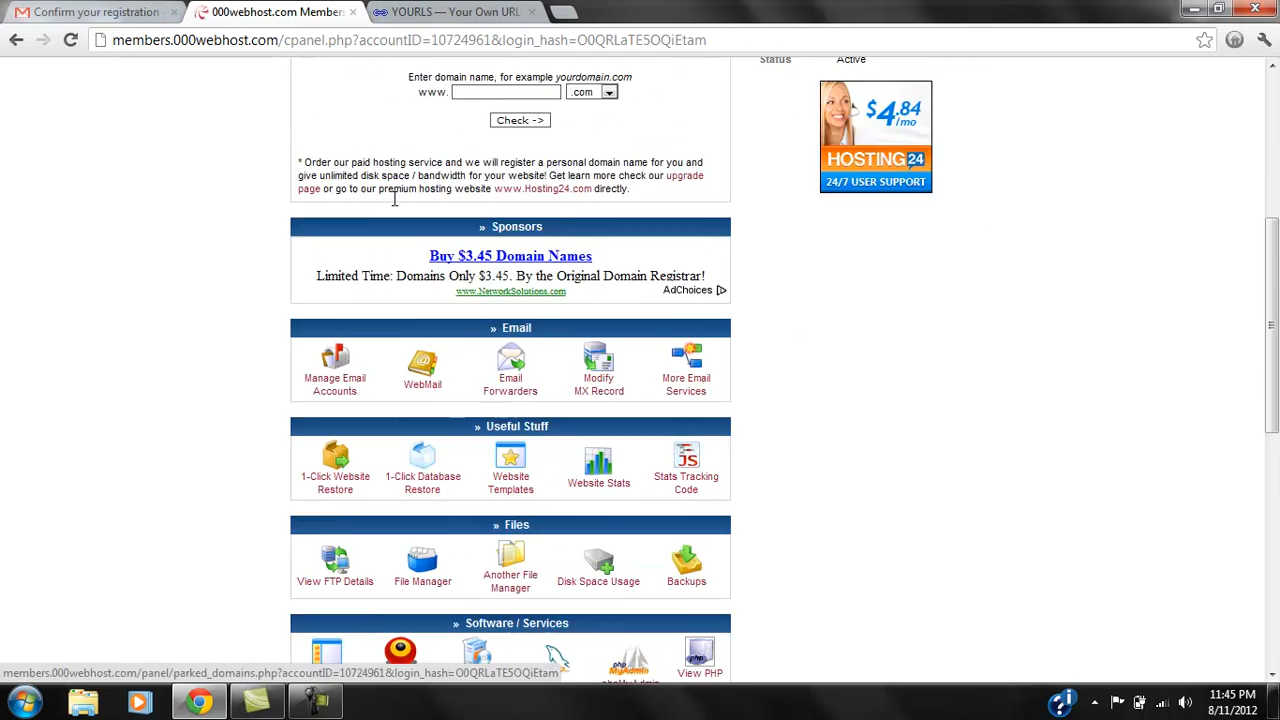 Confirm your registration
000webhost.com Members
YOURLS — Your Own URL
members.000webhost.com/cpanel.php?accountID=10724961&login_hash=O0QRLaTE5OQiEtam
Status Active
Enter domain name, for example yourdomain.com
www. .com
Check ->
* Order our paid hosting service and we will register a personal domain name for you and
give unlimited disk space / bandwidth for your website! Get learn more check our upgrade
page or go to our premium hosting website www.Hosting24.com directly.
$4.84
/mo
HOSTING 24
24/7 USER SUPPORT
» Sponsors
Buy $3.45 Domain Names
Limited Time: Domains Only $3.45. By the Original Domain Registrar!
www.NetworkSolutions.com
AdChoices
» Email
Manage Email
Accounts
WebMail
Email
Forwarders
Modify
MX Record
More Email
Services
» Useful Stuff
1-Click Website
Restore
1-Click Database
Restore
Website
Templates
Website Stats
JS
Stats Tracking
Code
» Files
View FTP Details
File Manager
Another File
Manager
Disk Space Usage
Backups
» Software / Services
php
MyAdmin
View PHP
members.000webhost.com/panel/parked_domains.php?accountID=10724961&login_hash=O0QRLaTE5OQiEtam
11:45 PM
8/11/2012